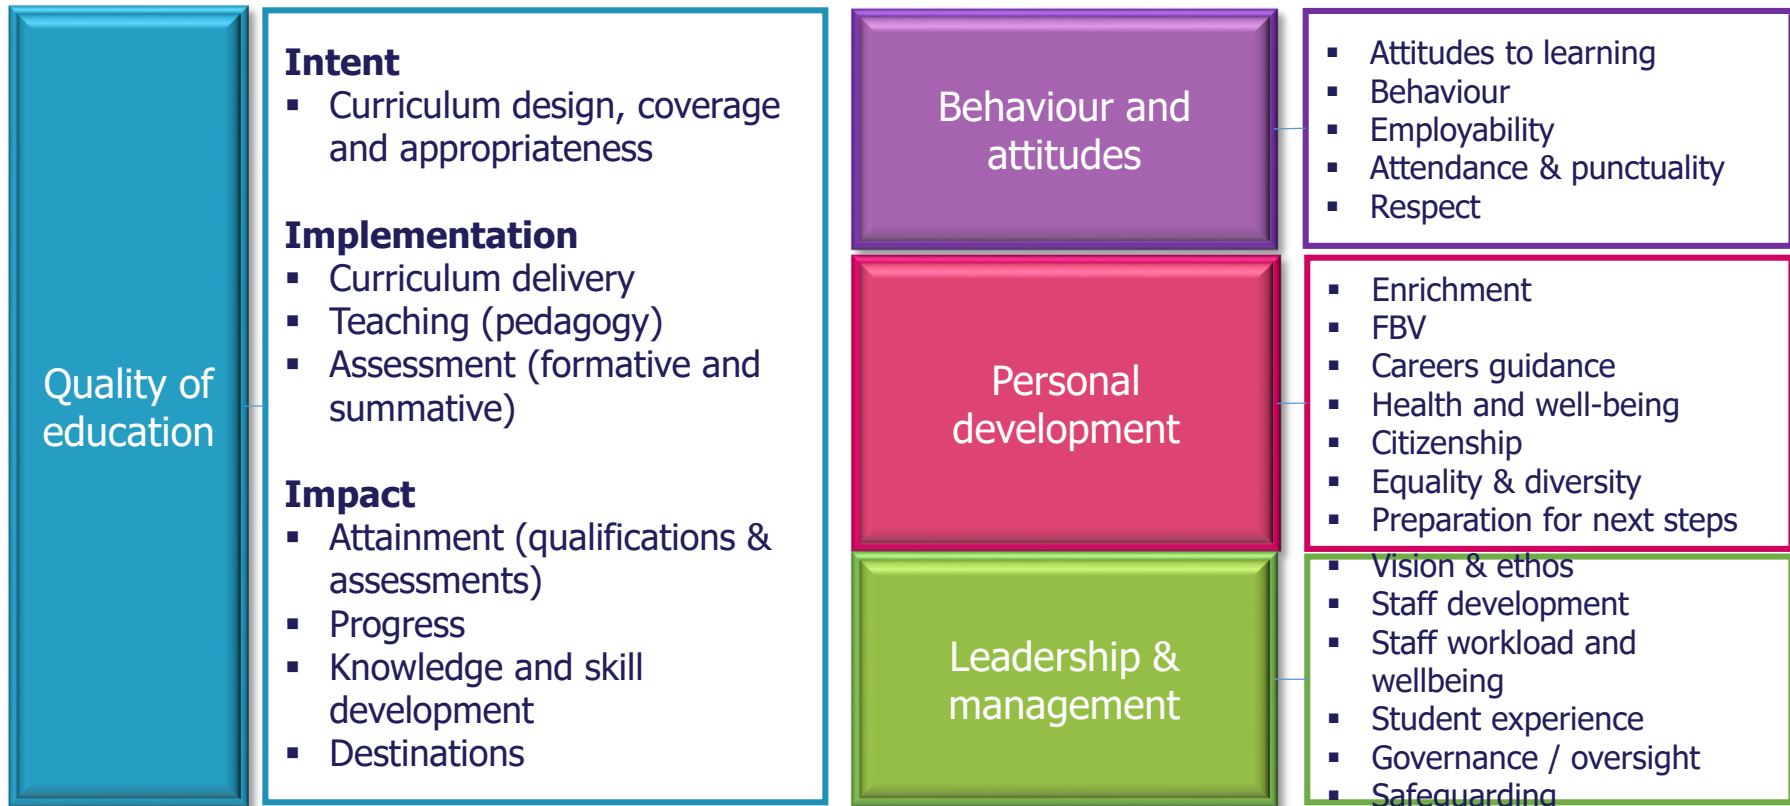 Quality of
education
Intent
▪ Curriculum design, coverage
and appropriateness
Implementation
▪ Curriculum delivery
▪ Teaching (pedagogy)
▪ Assessment (formative and
summative)
Impact
▪ Attainment (qualifications &
assessments)
▪ Progress
▪ Knowledge and skill
development
▪ Destinations
Behaviour and
attitudes
▪ Attitudes to learning
▪ Behaviour
▪ Employability
▪ Attendance & punctuality
▪ Respect
Personal
development
▪ Enrichment
▪ FBV
▪ Careers guidance
▪ Health and well-being
▪ Citizenship
▪ Equality & diversity
▪ Preparation for next steps
Leadership &
management
▪ Vision & ethos
▪ Staff development
▪ Staff workload and
wellbeing
▪ Student experience
▪ Governance / oversight
▪ Safeguarding